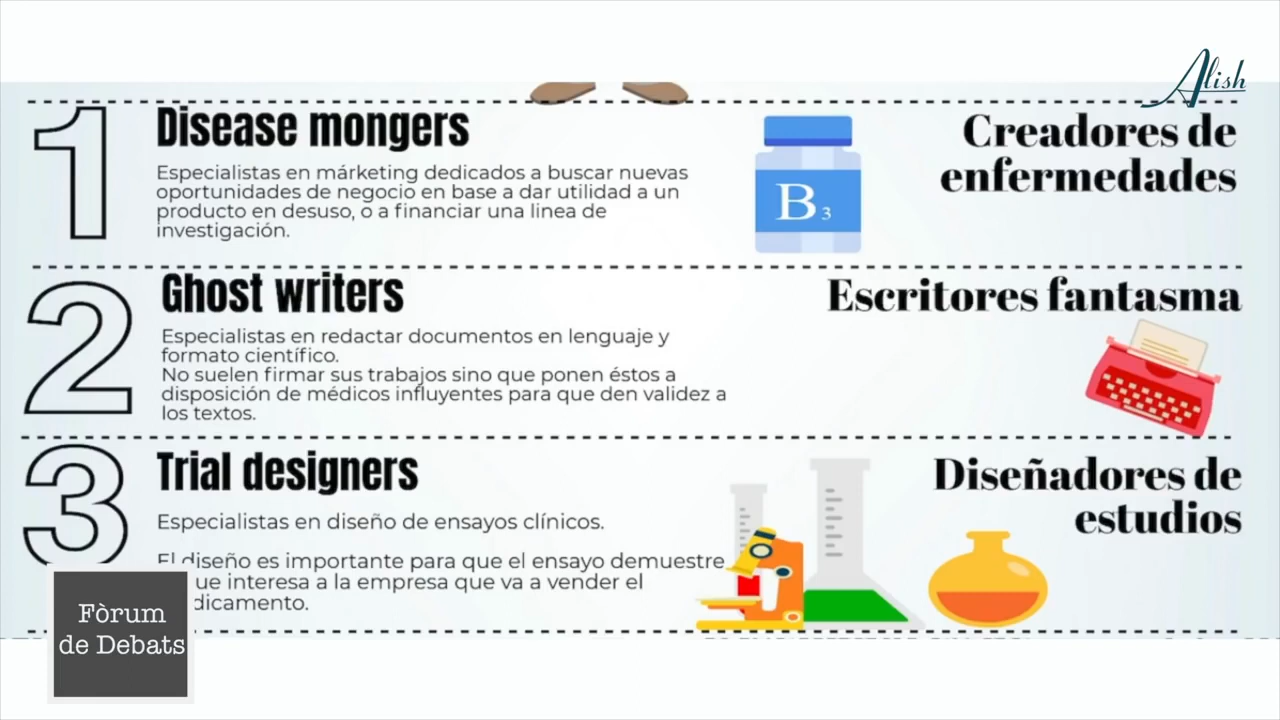 Alish
1
Disease mongers
Especialistas en márketing dedicados a buscar nuevas
oportunidades de negocio en base a dar utilidad a un
producto en desuso, o a financiar una linea de
investigación.
B3
Creadores de
enfermedades
2
Ghost writers
Especialistas en redactar documentos en lenguaje y
formato científico.
No suelen firmar sus trabajos sino que ponen éstos a
disposición de médicos influyentes para que den validez a
los textos.
Escritores fantasma
3
Trial designers
Especialistas en diseño de ensayos clínicos.
El diseño es importante para que el ensayo demuestre
interesa a la empresa que va a vender el
Diseñadores de
estudios
Fòrum
de Debats